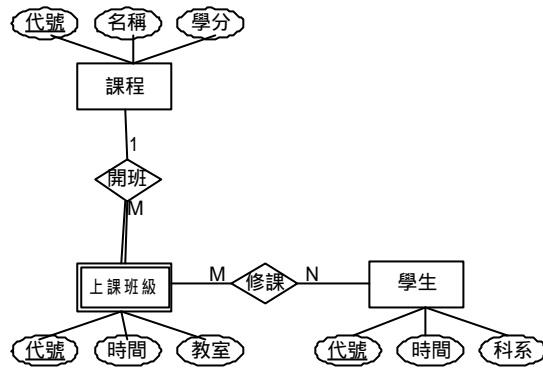 代號 名稱 學分
課程
1
開班
M
上課班級 M 修課 N 學生
代號 時間 教室 代號 時間 科系